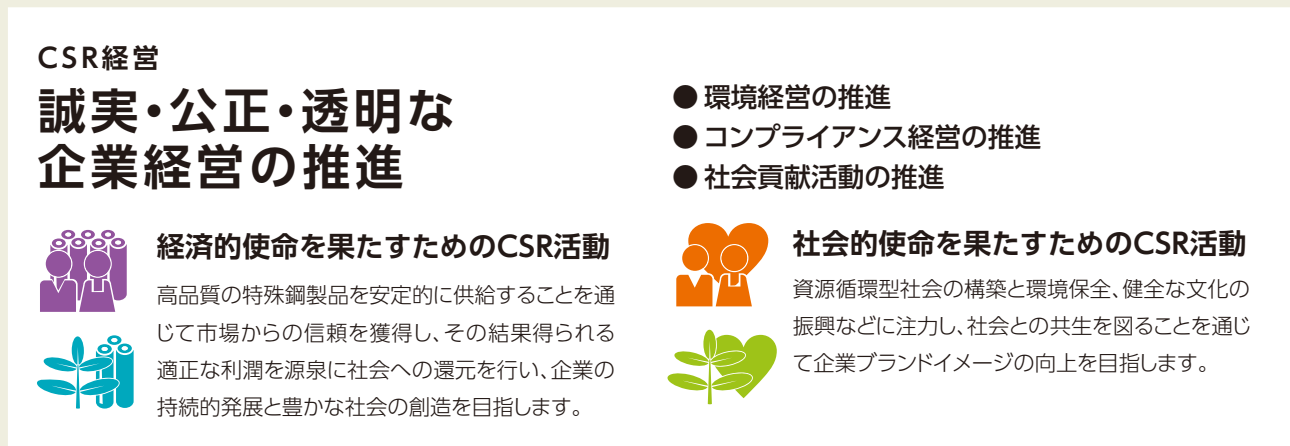 CSR経営
誠実・公正・透明な
企業経営の推進
● 環境経営の推進
● コンプライアンス経営の推進
● 社会貢献活動の推進
経済的使命を果たすためのCSR活動
高品質の特殊鋼製品を安定的に供給することを通
じて市場からの信頼を獲得し、その結果得られる
適正な利潤を源泉に社会への還元を行い、企業の
持続的発展と豊かな社会の創造を目指します。
社会的使命を果たすためのCSR活動
資源循環型社会の構築と環境保全、健全な文化の
振興などに注力し、社会との共生を図ることを通じ
て企業ブランドイメージの向上を目指します。